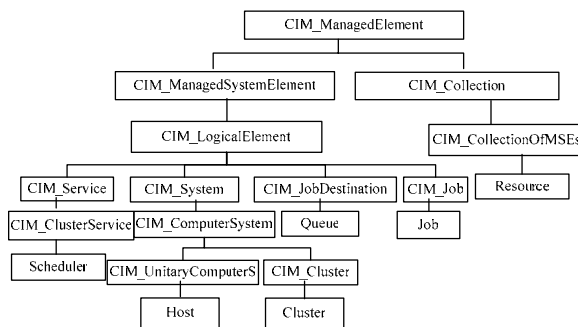 CIM_ManagedElement
CIM_ManagedSystemElement
CIM_Collection
CIM_LogicalElement
CIM_CollectionOfMSEs
CIM_Service
CIM_System
CIM_JobDestination
CIM_Job
Resource
CIM_ClusterService
CIM_ComputerSystem
Queue
Job
Scheduler
CIM_UnitaryComputerS
CIM_Cluster
Host
Cluster